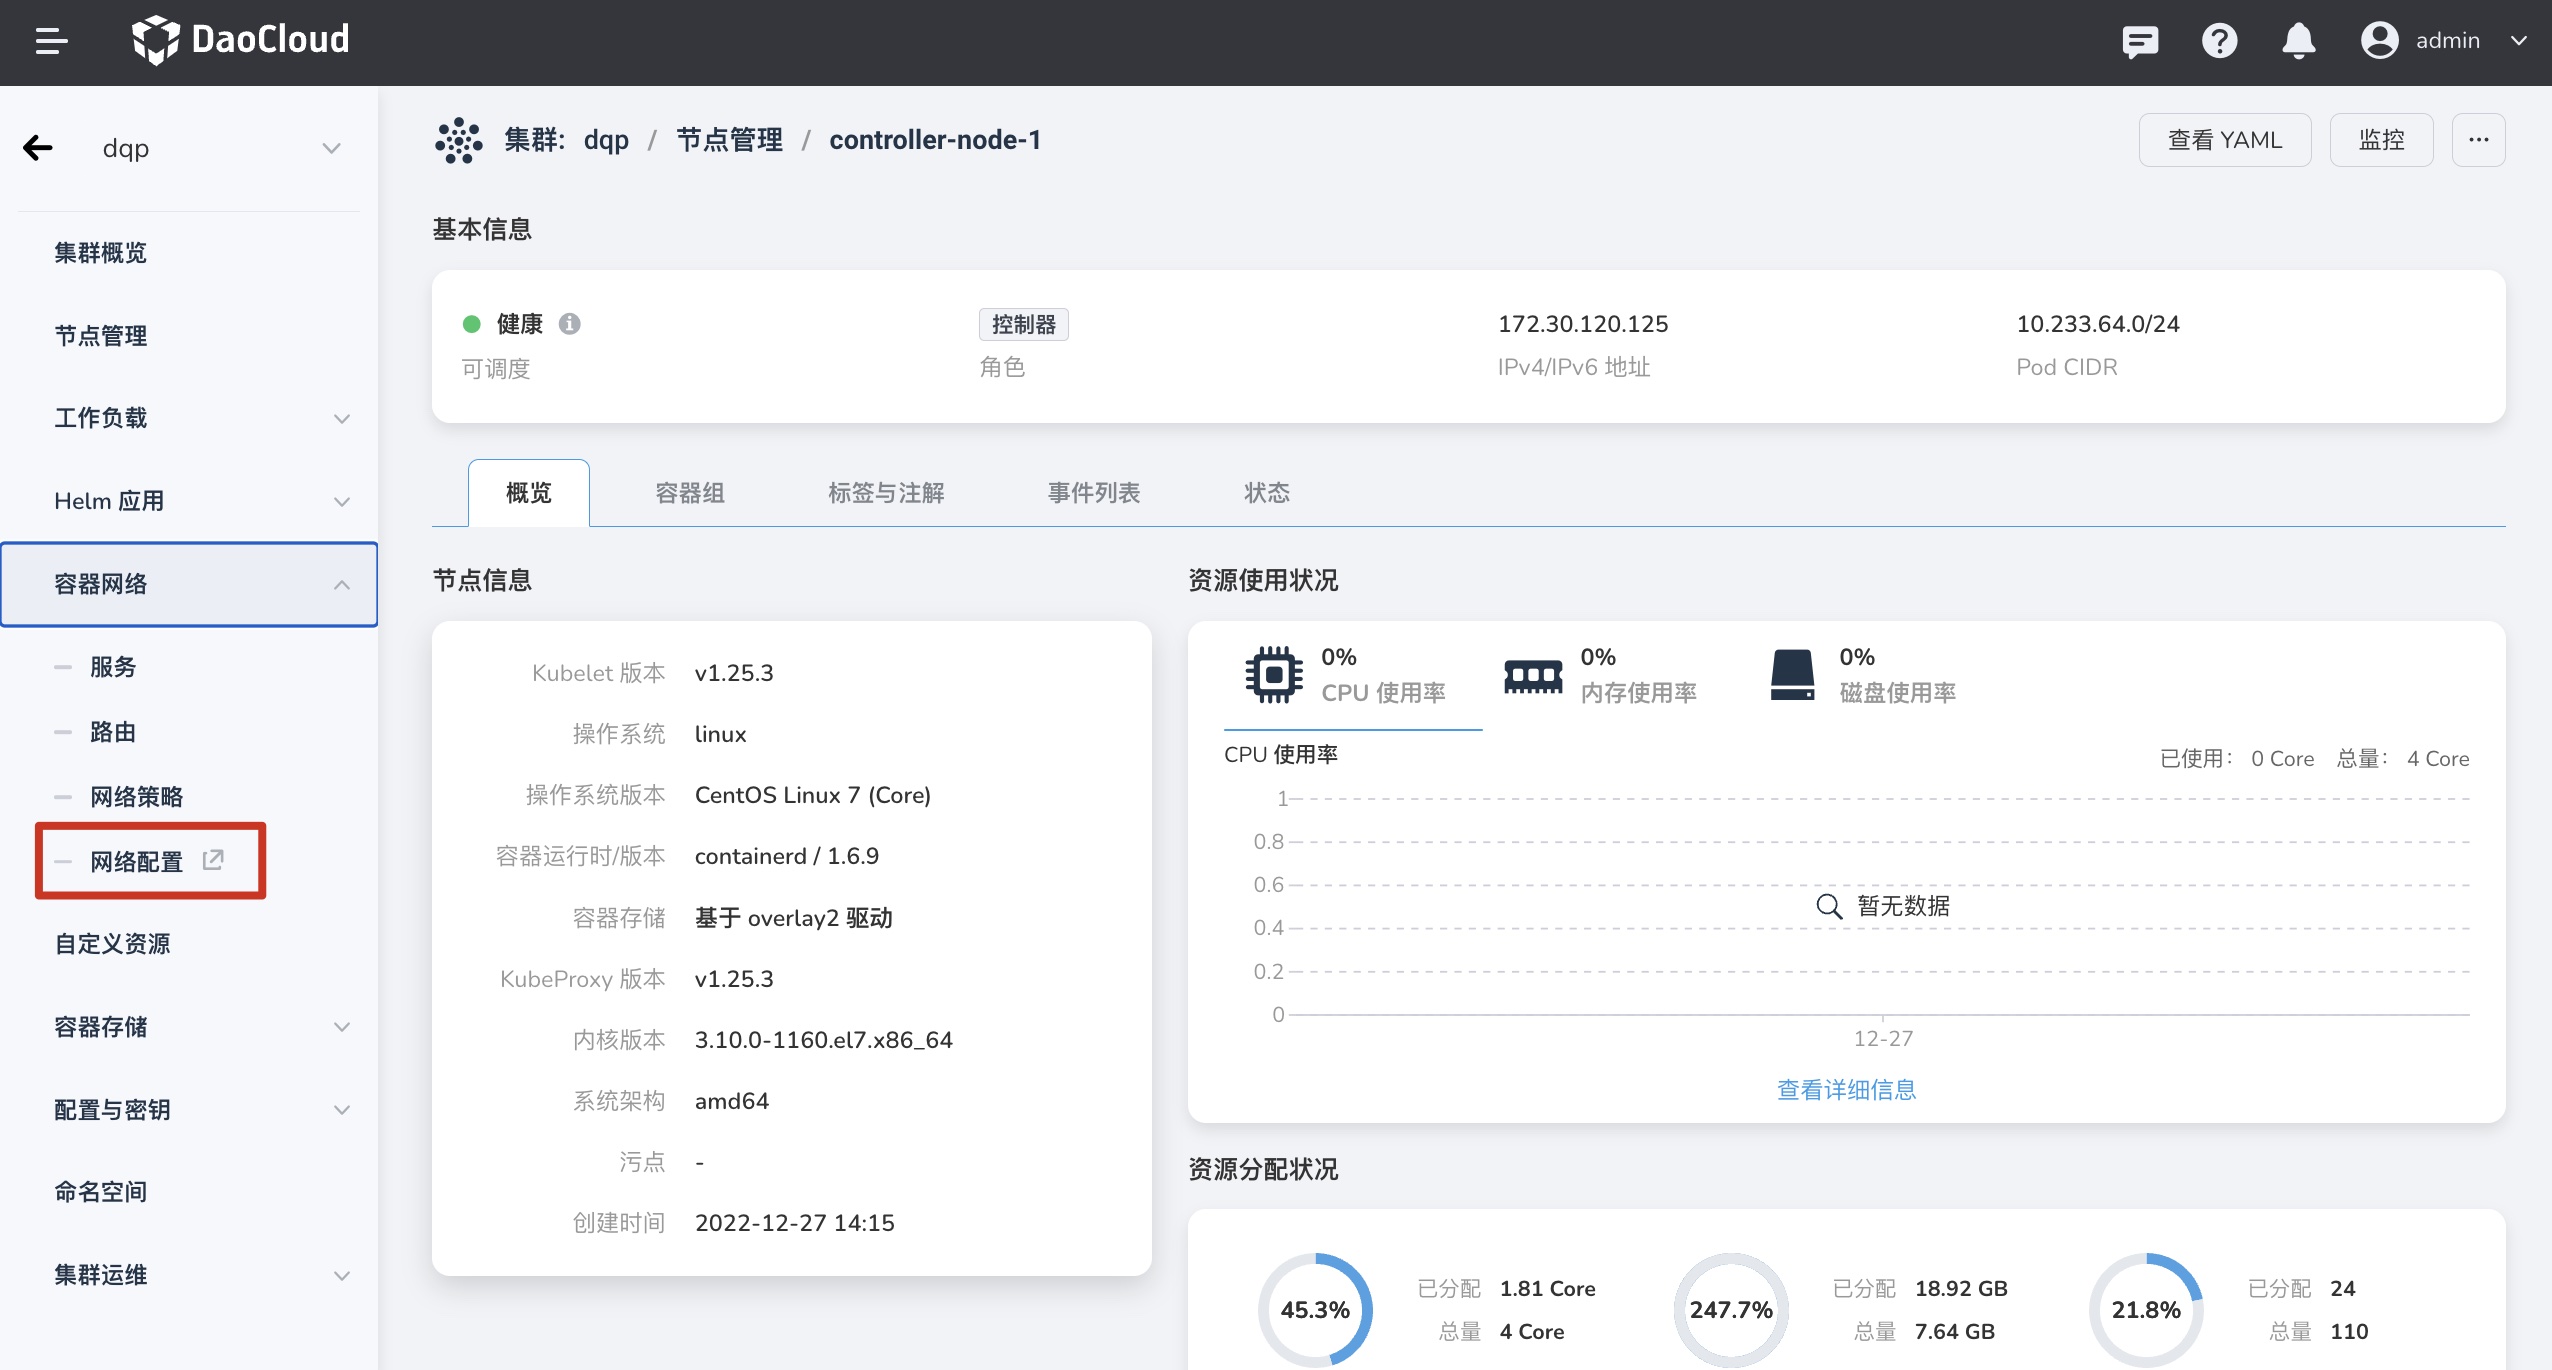 DaoCloud
admin
dqp
集群概览
节点管理
工作负载
Helm 应用
容器网络
服务
路由
网络策略
网络配置
自定义资源
容器存储
配置与密钥
命名空间
集群运维
集群: dqp / 节点管理 / controller-node-1
查看 YAML
监控
基本信息
健康
可调度
控制器
角色
172.30.120.125
IPv4/IPv6 地址
10.233.64.0/24
Pod CIDR
概览 容器组 标签与注解 事件列表 状态
节点信息
Kubelet 版本 v1.25.3
操作系统 linux
操作系统版本 CentOS Linux 7 (Core)
容器运行时/版本 containerd / 1.6.9
容器存储 基于 overlay2 驱动
KubeProxy 版本 v1.25.3
内核版本 3.10.0-1160.el7.x86_64
系统架构 amd64
污点 -
创建时间 2022-12-27 14:15
资源使用状况
0%
CPU 使用率
0%
内存使用率
0%
磁盘使用率
CPU 使用率
已使用: 0 Core 总量: 4 Core
1
0.8
0.6
0.4
0.2
0
暂无数据
12-27
查看详细信息
资源分配状况
45.3%
已分配 1.81 Core
总量 4 Core
247.7%
已分配 18.92 GB
总量 7.64 GB
21.8%
已分配 24
总量 110